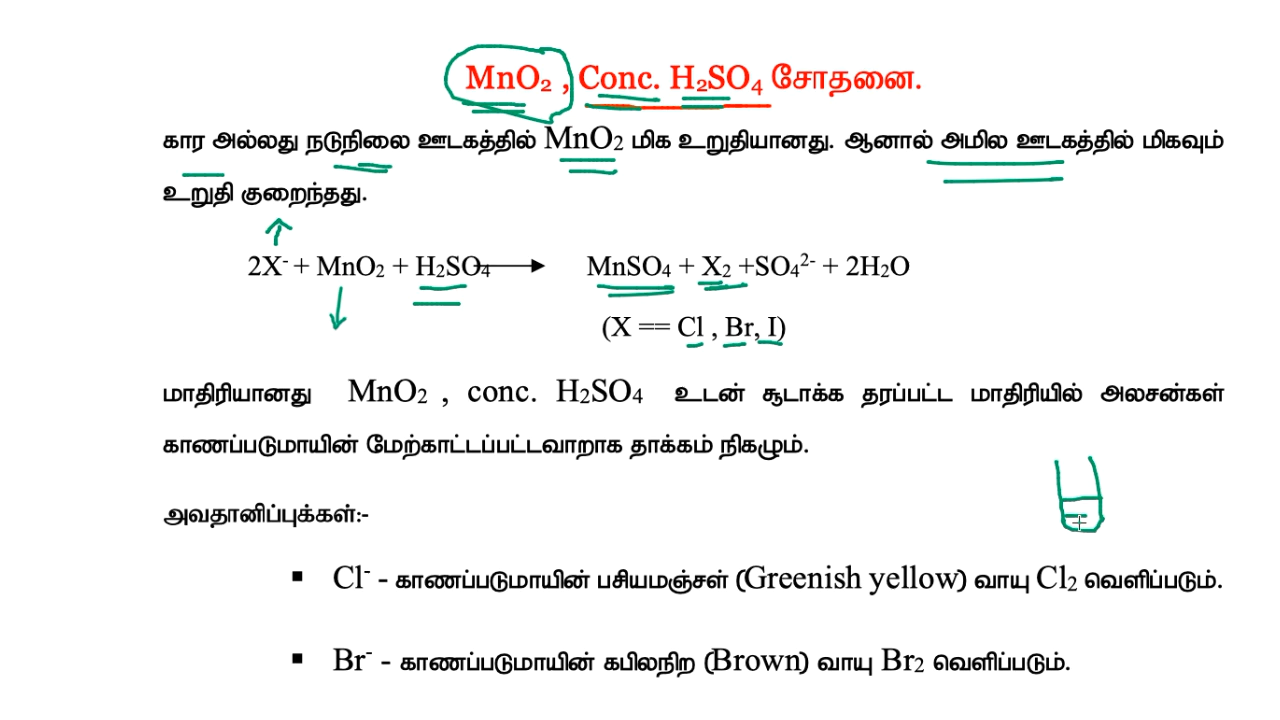 MnO₂ , Conc. H₂SO₄ சோதனை.
கார அல்லது நடுநிலை ஊடகத்தில் MnO₂ மிக உறுதியானது. ஆனால் அமில ஊடகத்தில் மிகவும்
உறுதி குறைந்தது.
2X⁻ + MnO₂ + H₂SO₄ ⟶ MnSO₄ + X₂ +SO₄²⁻ + 2H₂O
(X == Cl , Br, I)
மாதிரியானது MnO₂ , conc. H₂SO₄ உடன் சூடாக்க தரப்பட்ட மாதிரியில் அலசன்கள்
காணப்படுமாயின் மேற்காட்டப்பட்டவாறாக தாக்கம் நிகழும்.
அவதானிப்புக்கள்:-
▪ Cl⁻ - காணப்படுமாயின் பசியமஞ்சள் (Greenish yellow) வாயு Cl₂ வெளிப்படும்.
▪ Br⁻ - காணப்படுமாயின் கபிலநிற (Brown) வாயு Br₂ வெளிப்படும்.